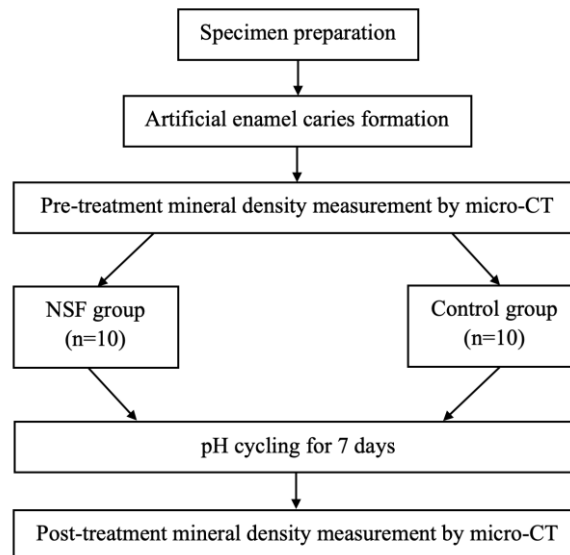 Specimen preparation
Artificial enamel caries formation
Pre-treatment mineral density measurement by micro-CT
NSF group
(n=10)
Control group
(n=10)
pH cycling for 7 days
Post-treatment mineral density measurement by micro-CT